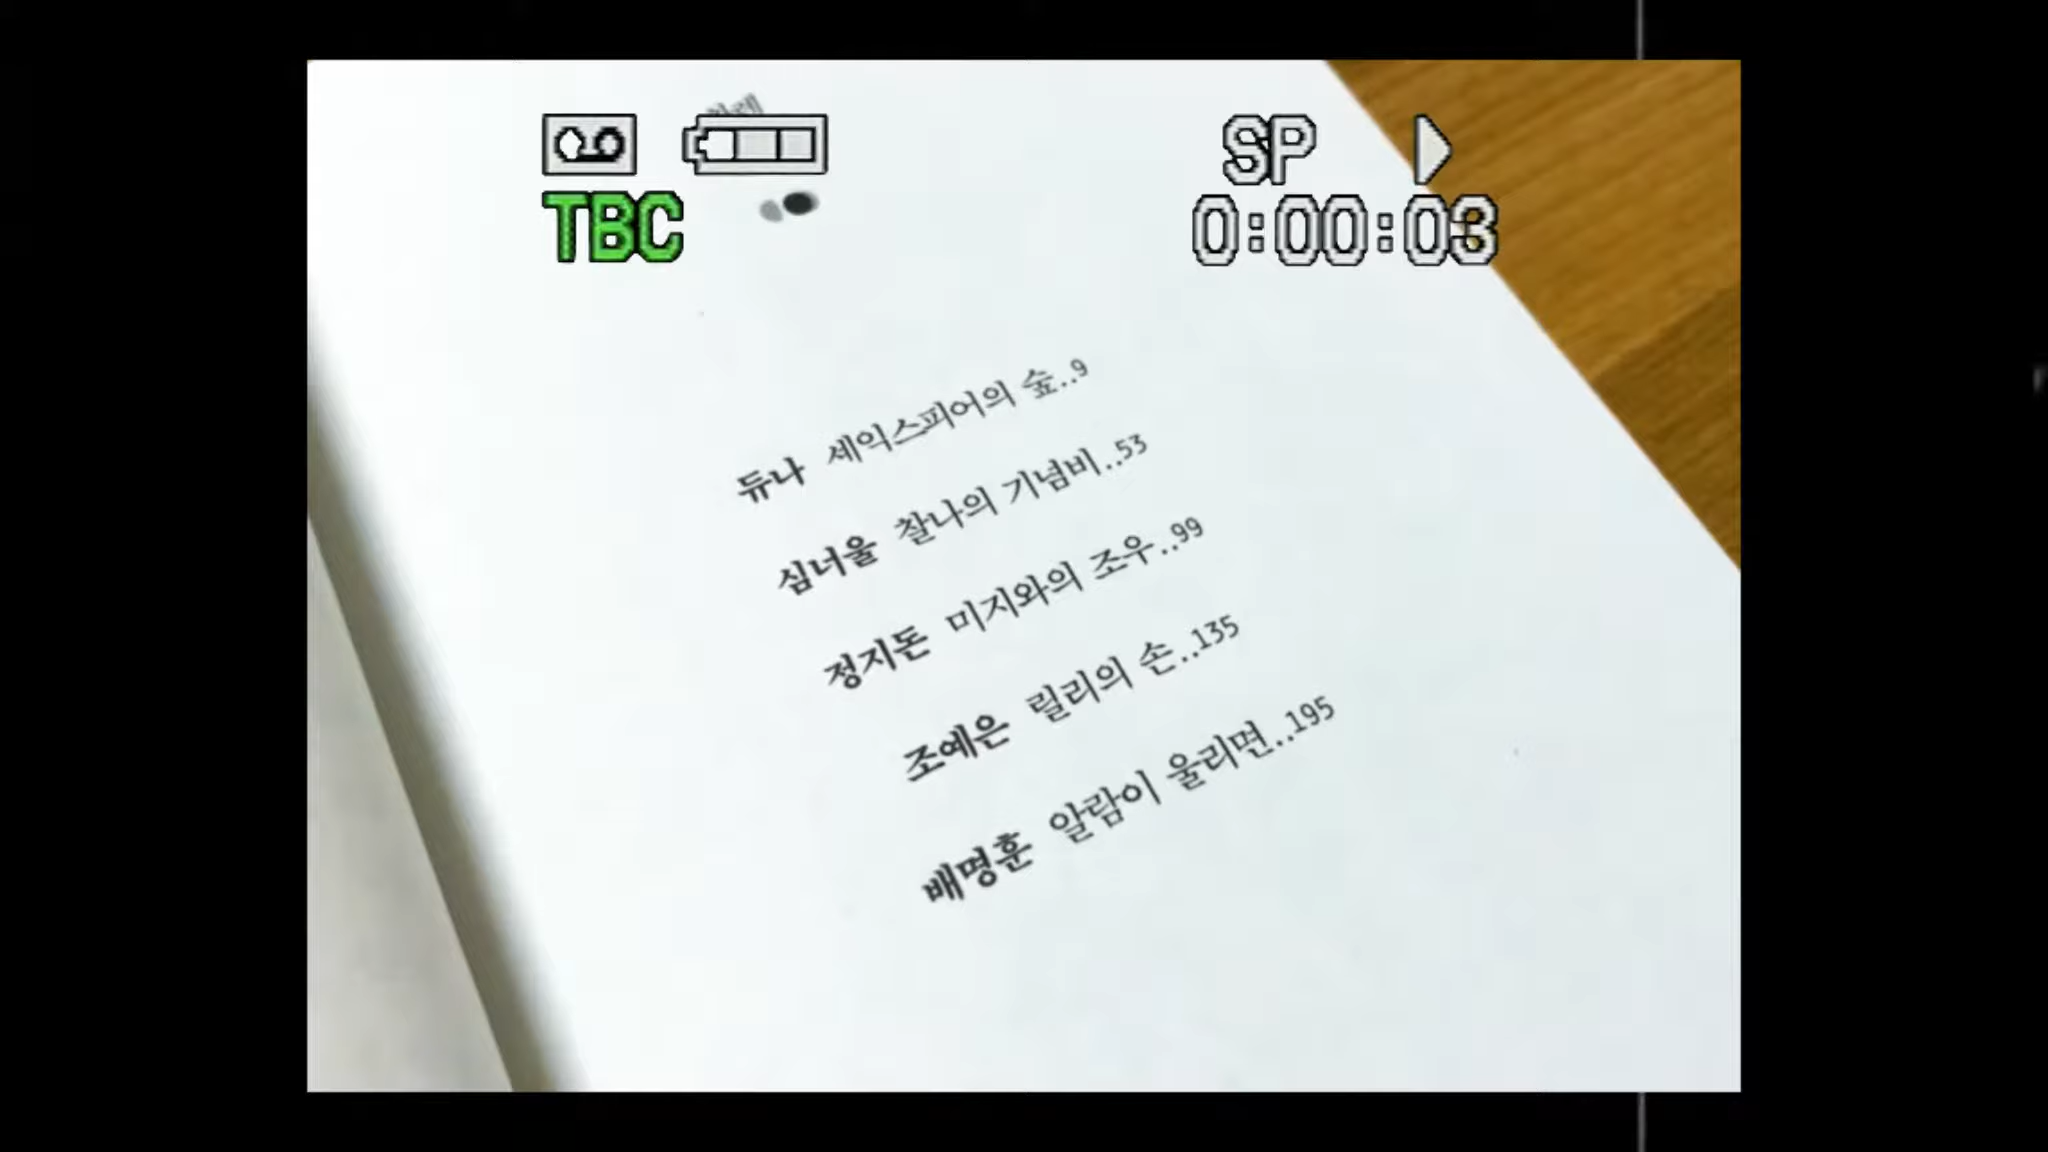 차례
SP
TBC
0:00:03
듀나 셰익스피어의 숲..9
심너울 찰나의 기념비..53
정지돈 미지와의 조우..99
조예은 릴리의 손..135
배명훈 알람이 울리면..195